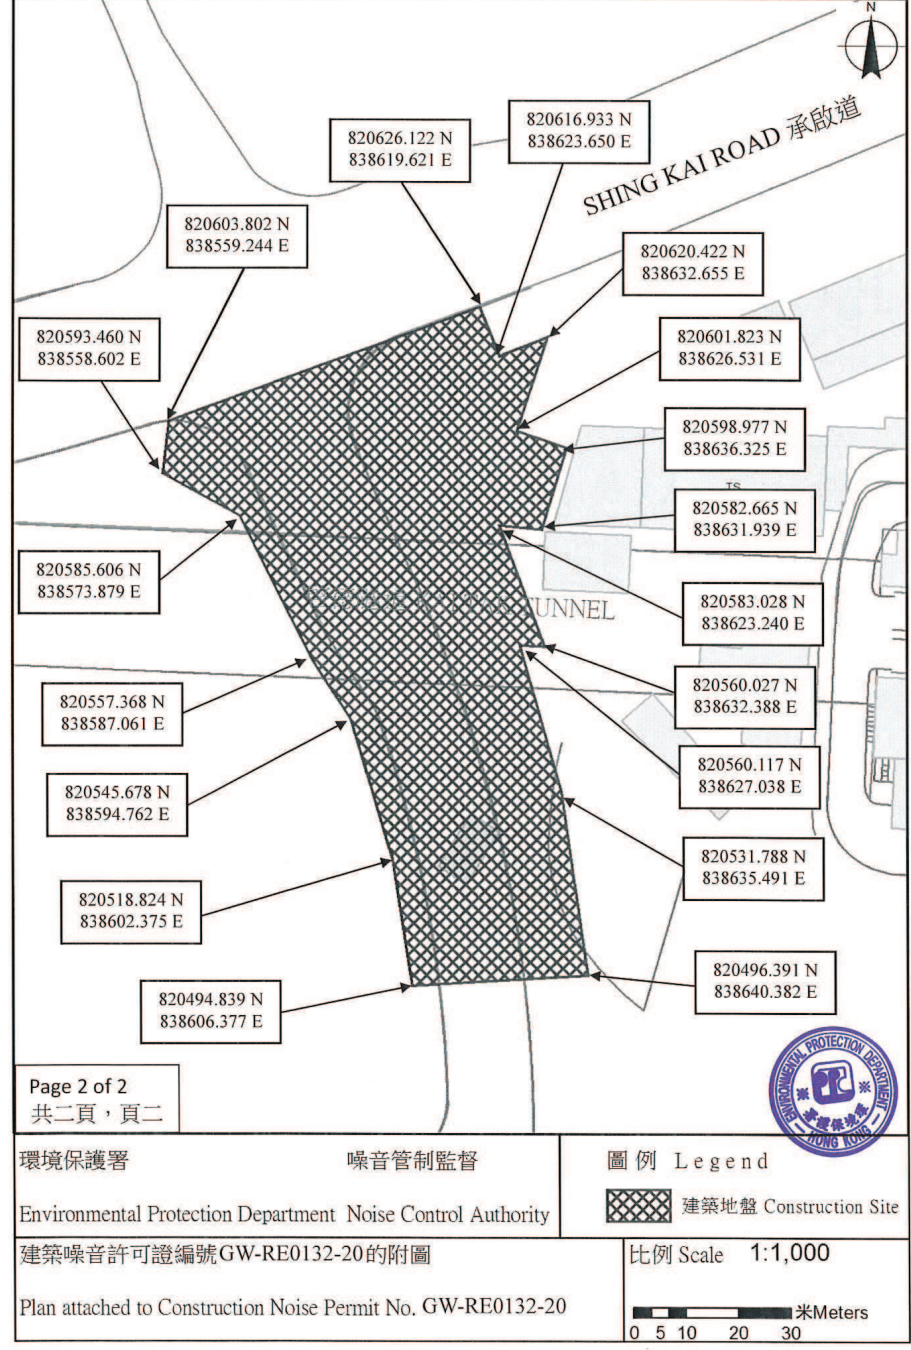 N
820616.933 N
838623.650 E
820626.122 N
838619.621 E
SHING KAI ROAD 承啟道
820603.802 N
838559.244 E
820620.422 N
838632.655 E
820593.460 N
838558.602 E
820601.823 N
838626.531 E
820598.977 N
838636.325 E
TS
820582.665 N
838631.939 E
820585.606 N
838573.879 E
820583.028 N
838623.240 E
KAI TAK TUNNEL
820557.368 N
838587.061 E
820560.027 N
838632.388 E
820560.117 N
838627.038 E
820545.678 N
838594.762 E
820531.788 N
838635.491 E
820518.824 N
838602.375 E
820496.391 N
838640.382 E
820494.839 N
838606.377 E
ENVIRONMENTAL PROTECTION DEPARTMENT
環境保護署
HONG KONG
Page 2 of 2
共二頁，頁二
環境保護署 噪音管制監督
Environmental Protection Department Noise Control Authority
圖例 Legend
建築地盤 Construction Site
建築噪音許可證編號GW-RE0132-20的附圖
Plan attached to Construction Noise Permit No. GW-RE0132-20
比例 Scale 1:1,000
米Meters
0 5 10 20 30